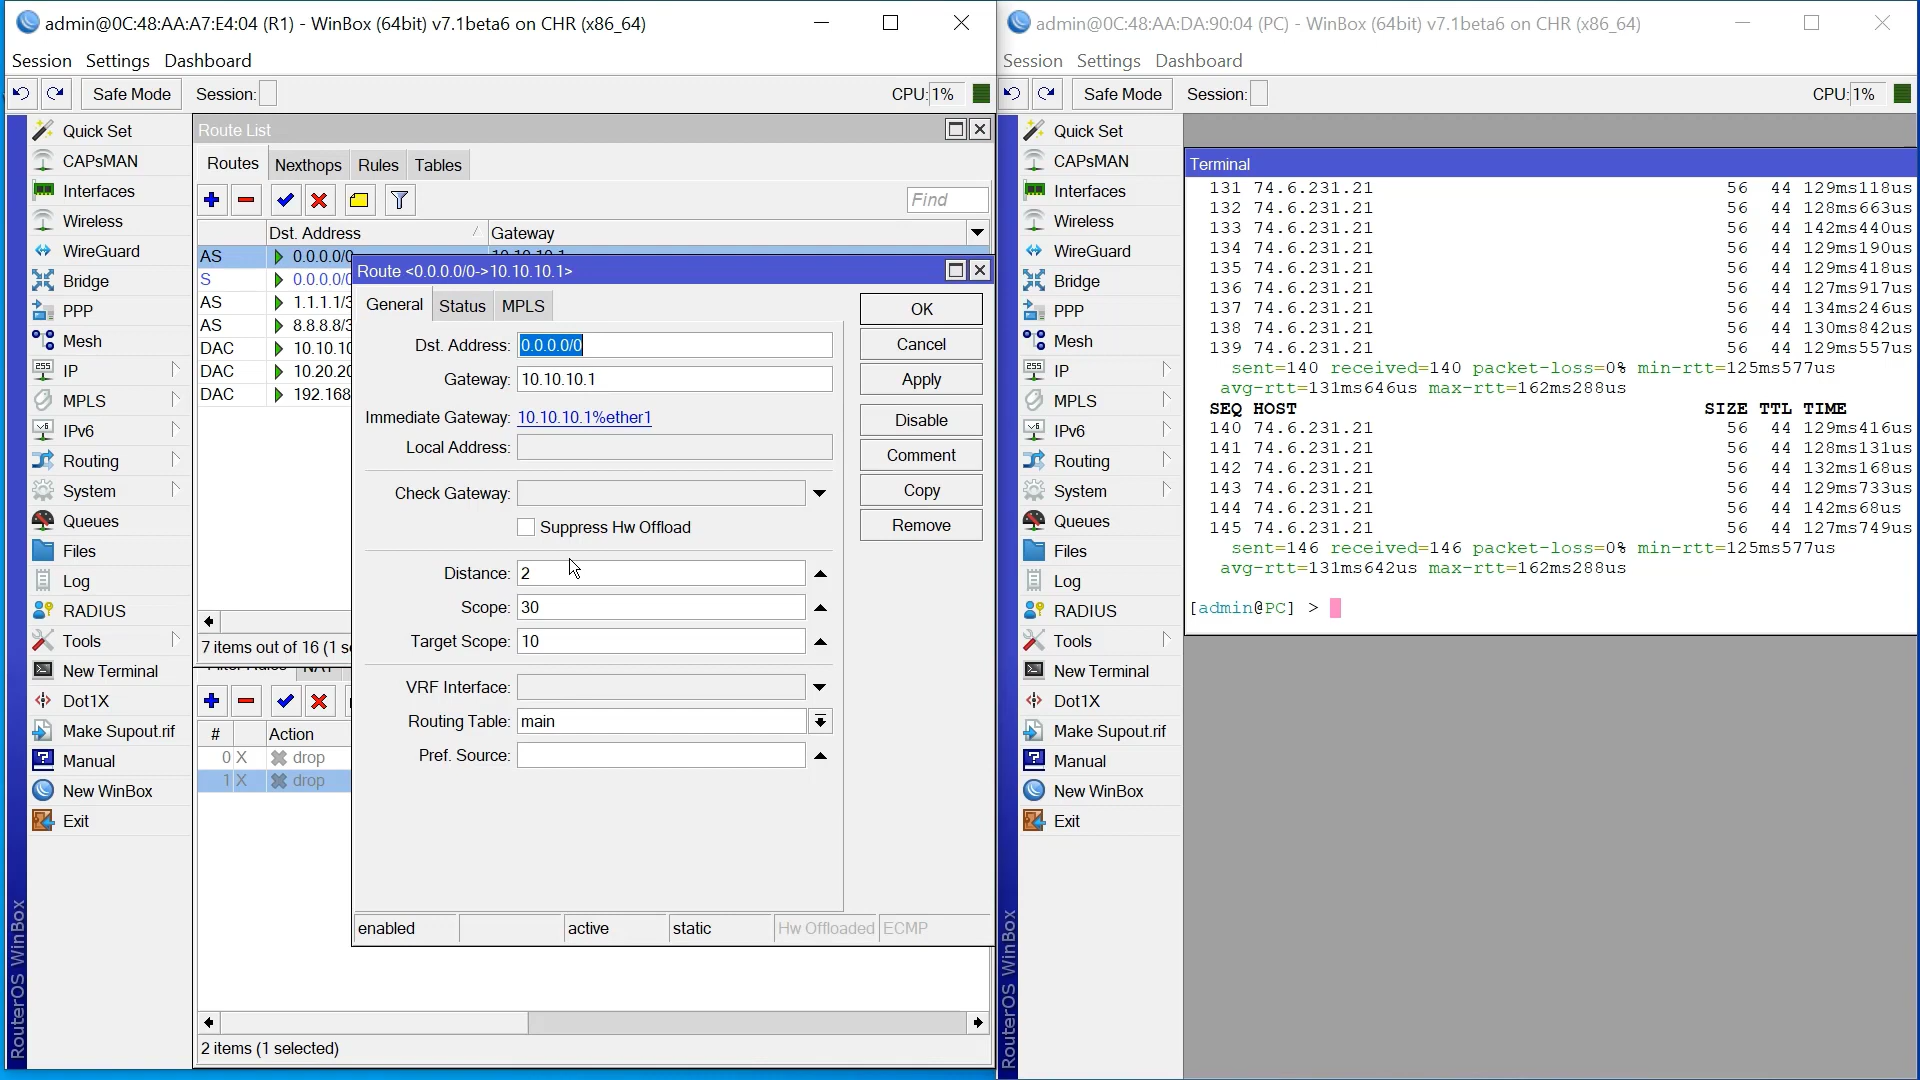 admin@0C:48:AA:A7:E4:04 (R1) - WinBox (64bit) v7.1beta6 on CHR (x86_64)
Session Settings Dashboard
Safe Mode Session: CPU: 1%
Quick Set
CAPsMAN
Interfaces
Wireless
WireGuard
Bridge
PPP
Mesh
IP
MPLS
IPv6
Routing
System
Queues
Files
Log
RADIUS
Tools
New Terminal
Dot1X
Make Supout.rif
Manual
New WinBox
Exit
RouterOS WinBox
Route List
Routes Nexthops Rules Tables
Find
Dst. Address Gateway
AS 0.0.0.0/0 10.10.10.1
S 0.0.0.0/0
AS 1.1.1.1/3
AS 8.8.8.8/3
DAC 10.10.10
DAC 10.20.20
DAC 192.168
7 items out of 16 (1 s
Route <0.0.0.0/0->10.10.10.1>
General Status MPLS
Dst. Address: 0.0.0.0/0
Gateway: 10.10.10.1
Immediate Gateway: 10.10.10.1%ether1
Local Address:
Check Gateway:
Suppress Hw Offload
Distance: 2
Scope: 30
Target Scope: 10
VRF Interface:
Routing Table: main
Pref. Source:
OK
Cancel
Apply
Disable
Comment
Copy
Remove
enabled active static Hw Offloaded ECMP
# Action
0 X drop
1 X drop
2 items (1 selected)
admin@0C:48:AA:DA:90:04 (PC) - WinBox (64bit) v7.1beta6 on CHR (x86_64)
Session Settings Dashboard
Safe Mode Session: CPU: 1%
Quick Set
CAPsMAN
Interfaces
Wireless
WireGuard
Bridge
PPP
Mesh
IP
MPLS
IPv6
Routing
System
Queues
Files
Log
RADIUS
Tools
New Terminal
Dot1X
Make Supout.rif
Manual
New WinBox
Exit
RouterOS WinBox
Terminal
131 74.6.231.21 56 44 129ms118us
132 74.6.231.21 56 44 128ms663us
133 74.6.231.21 56 44 142ms440us
134 74.6.231.21 56 44 129ms190us
135 74.6.231.21 56 44 129ms418us
136 74.6.231.21 56 44 127ms917us
137 74.6.231.21 56 44 134ms246us
138 74.6.231.21 56 44 130ms842us
139 74.6.231.21 56 44 129ms557us
sent=140 received=140 packet-loss=0% min-rtt=125ms577us
avg-rtt=131ms646us max-rtt=162ms288us
SEQ HOST SIZE TTL TIME
140 74.6.231.21 56 44 129ms416us
141 74.6.231.21 56 44 128ms131us
142 74.6.231.21 56 44 132ms168us
143 74.6.231.21 56 44 129ms733us
144 74.6.231.21 56 44 142ms68us
145 74.6.231.21 56 44 127ms749us
sent=146 received=146 packet-loss=0% min-rtt=125ms577us
avg-rtt=131ms642us max-rtt=162ms288us
[admin@PC] >